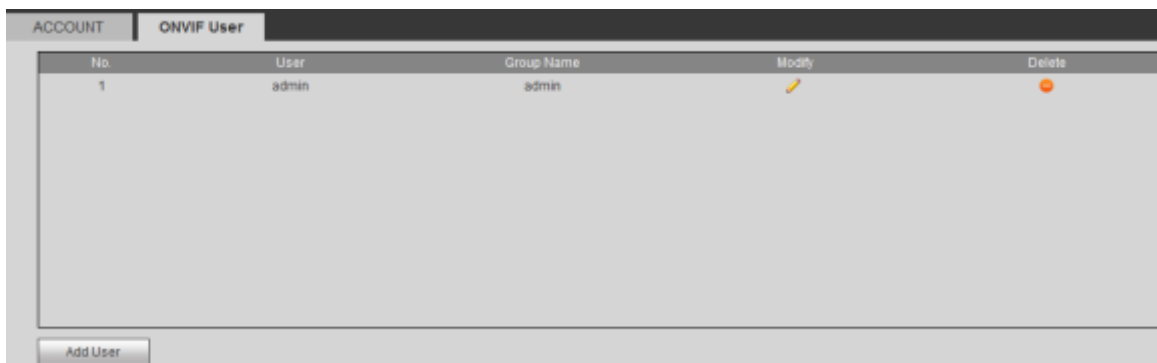 ACCOUNT ONVIF User
No. User Group Name Modify Delete
1 admin admin
Add User